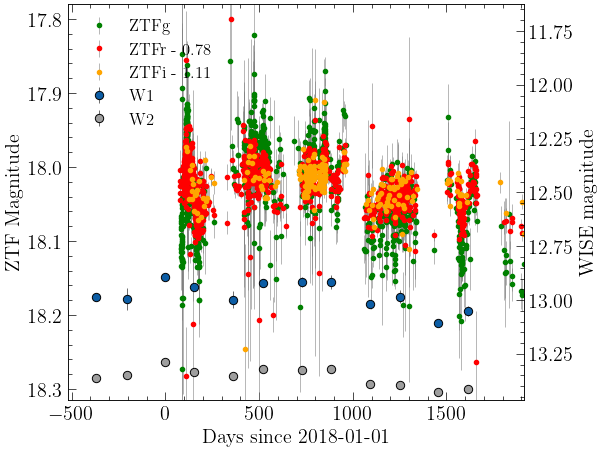 ZTFg
ZTFr - 0.78
ZTFi - 1.11
W1
W2
17.8
17.9
18.0
18.1
18.2
18.3
ZTF Magnitude
11.75
12.00
12.25
12.50
12.75
13.00
13.25
WISE magnitude
−500
0
500
1000
1500
Days since 2018-01-01